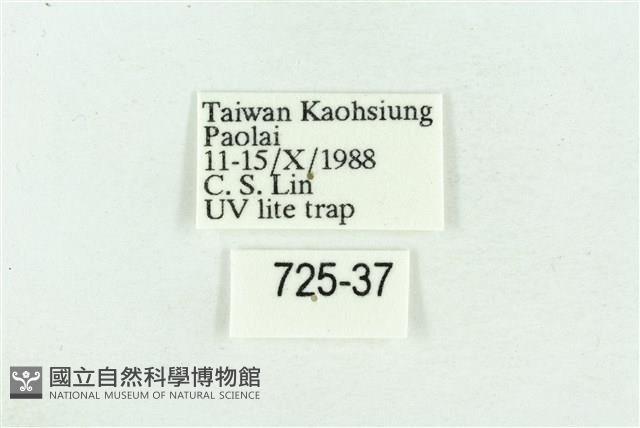 Taiwan Kaohsiung
Paolai
11-15/X/1988
C. S. Lin
UV lite trap
725-37
國立自然科學博物館
NATIONAL MUSEUM OF NATURAL SCIENCE